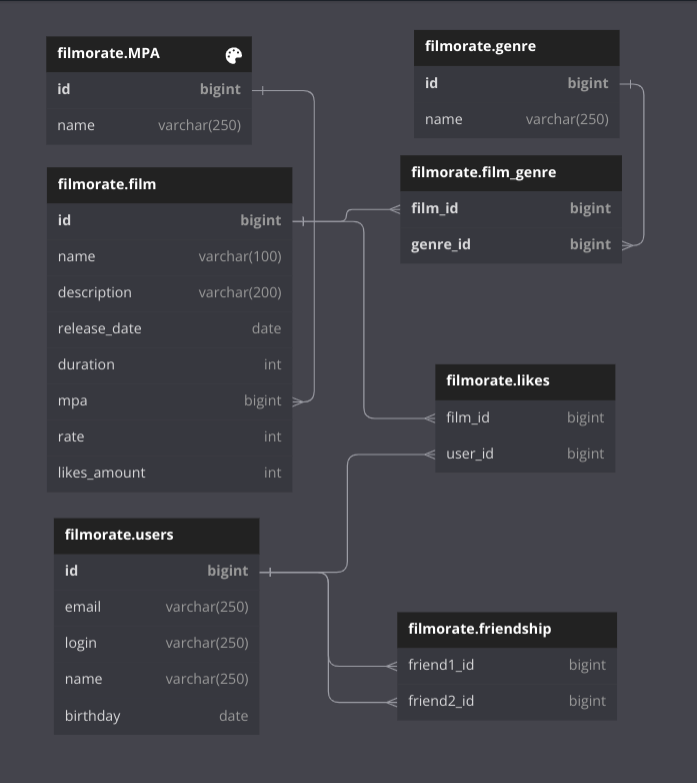 filmorate.MPA
id bigint
name varchar(250)
filmorate.film
id bigint
name varchar(100)
description varchar(200)
release_date date
duration int
mpa bigint
rate int
likes_amount int
filmorate.users
id bigint
email varchar(250)
login varchar(250)
name varchar(250)
birthday date
filmorate.genre
id bigint
name varchar(250)
filmorate.film_genre
film_id bigint
genre_id bigint
filmorate.likes
film_id bigint
user_id bigint
filmorate.friendship
friend1_id bigint
friend2_id bigint